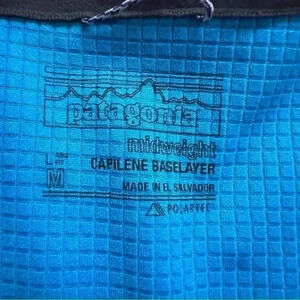 patagonia
midweight
CAPILENE BASELAYER
M
MADE IN EL SALVADOR
POLARTEC